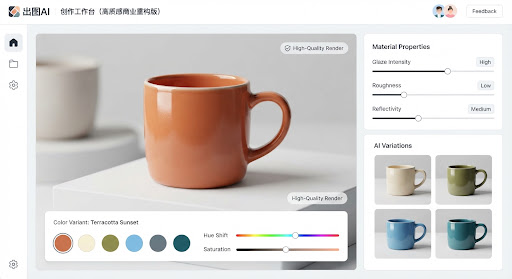 出图AI
创作工作台（高质感商业重构版）
Feedback
High-Quality Render
High-Quality Render
Color Variant: Terracotta Sunset
Hue Shift
Saturation
Material Properties
Glaze Intensity
High
Roughness
Low
Reflectivity
Medium
AI Variations